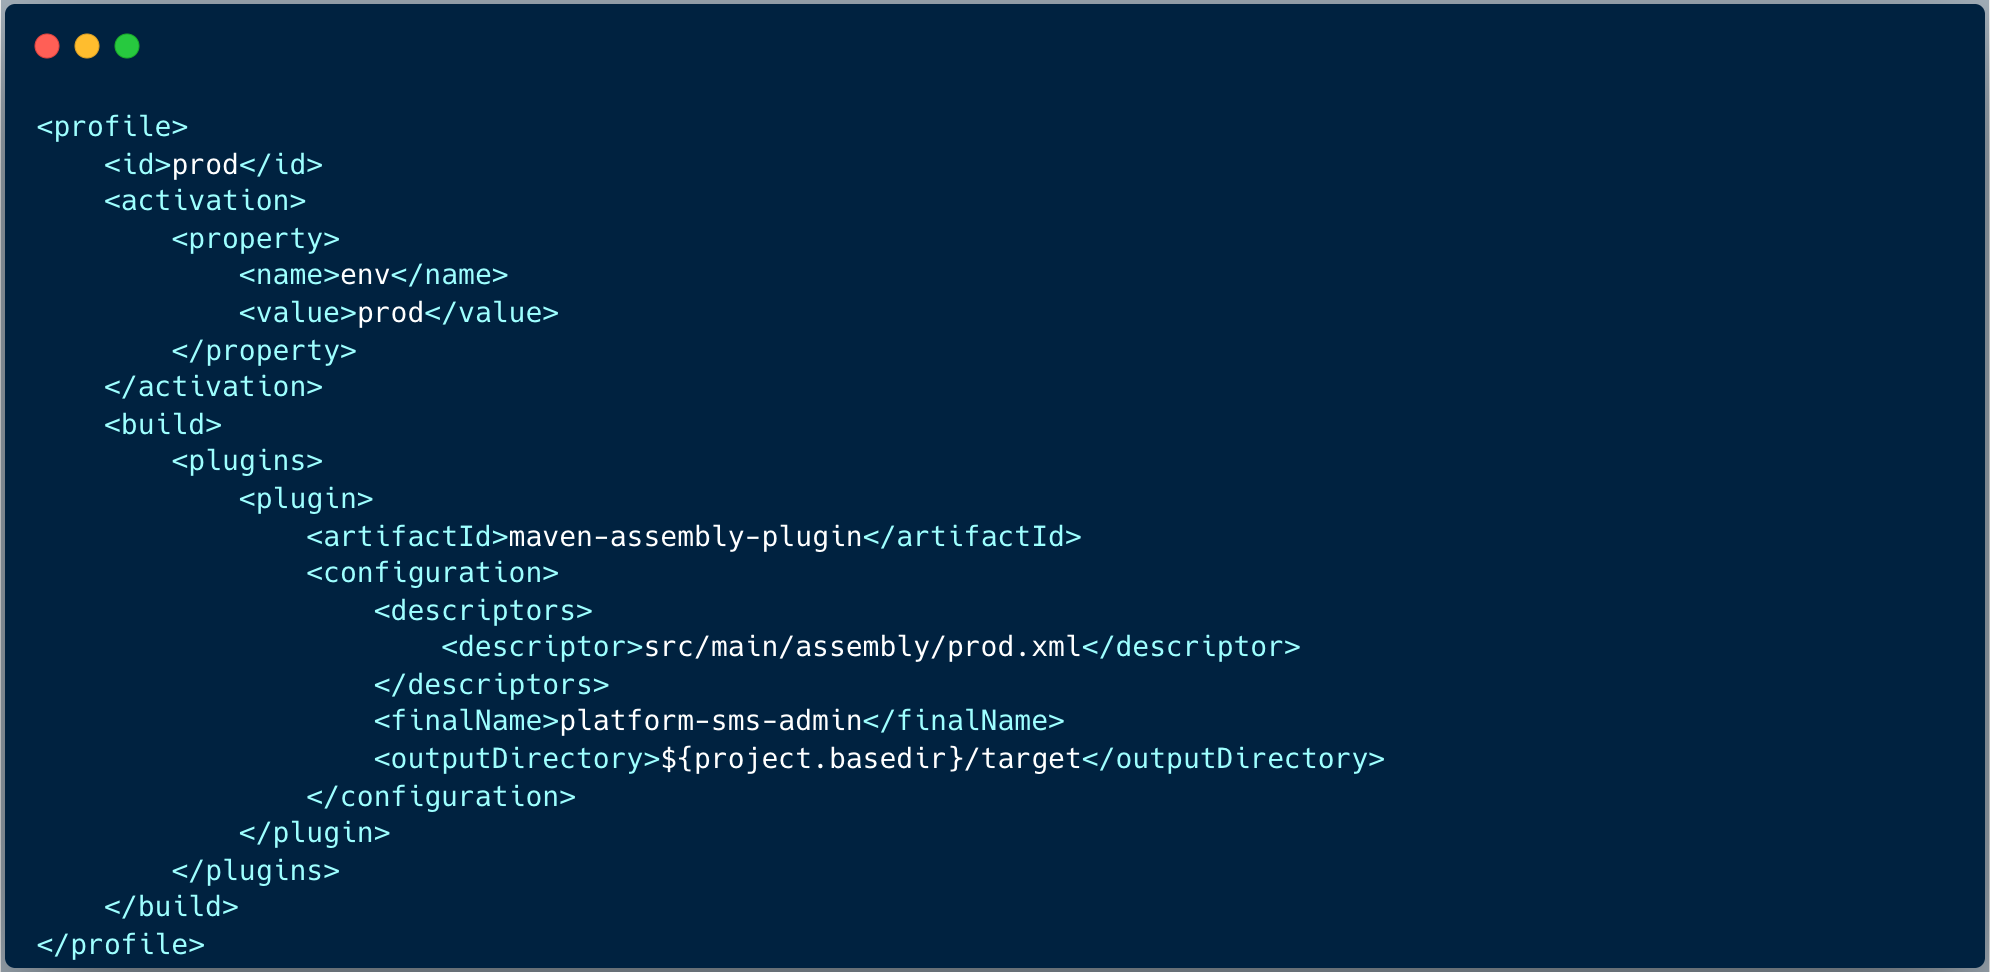 <profile>
    <id>prod</id>
    <activation>
        <property>
            <name>env</name>
            <value>prod</value>
        </property>
    </activation>
    <build>
        <plugins>
            <plugin>
                <artifactId>maven-assembly-plugin</artifactId>
                <configuration>
                    <descriptors>
                        <descriptor>src/main/assembly/prod.xml</descriptor>
                    </descriptors>
                    <finalName>platform-sms-admin</finalName>
                    <outputDirectory>${project.basedir}/target</outputDirectory>
                </configuration>
            </plugin>
        </plugins>
    </build>
</profile>